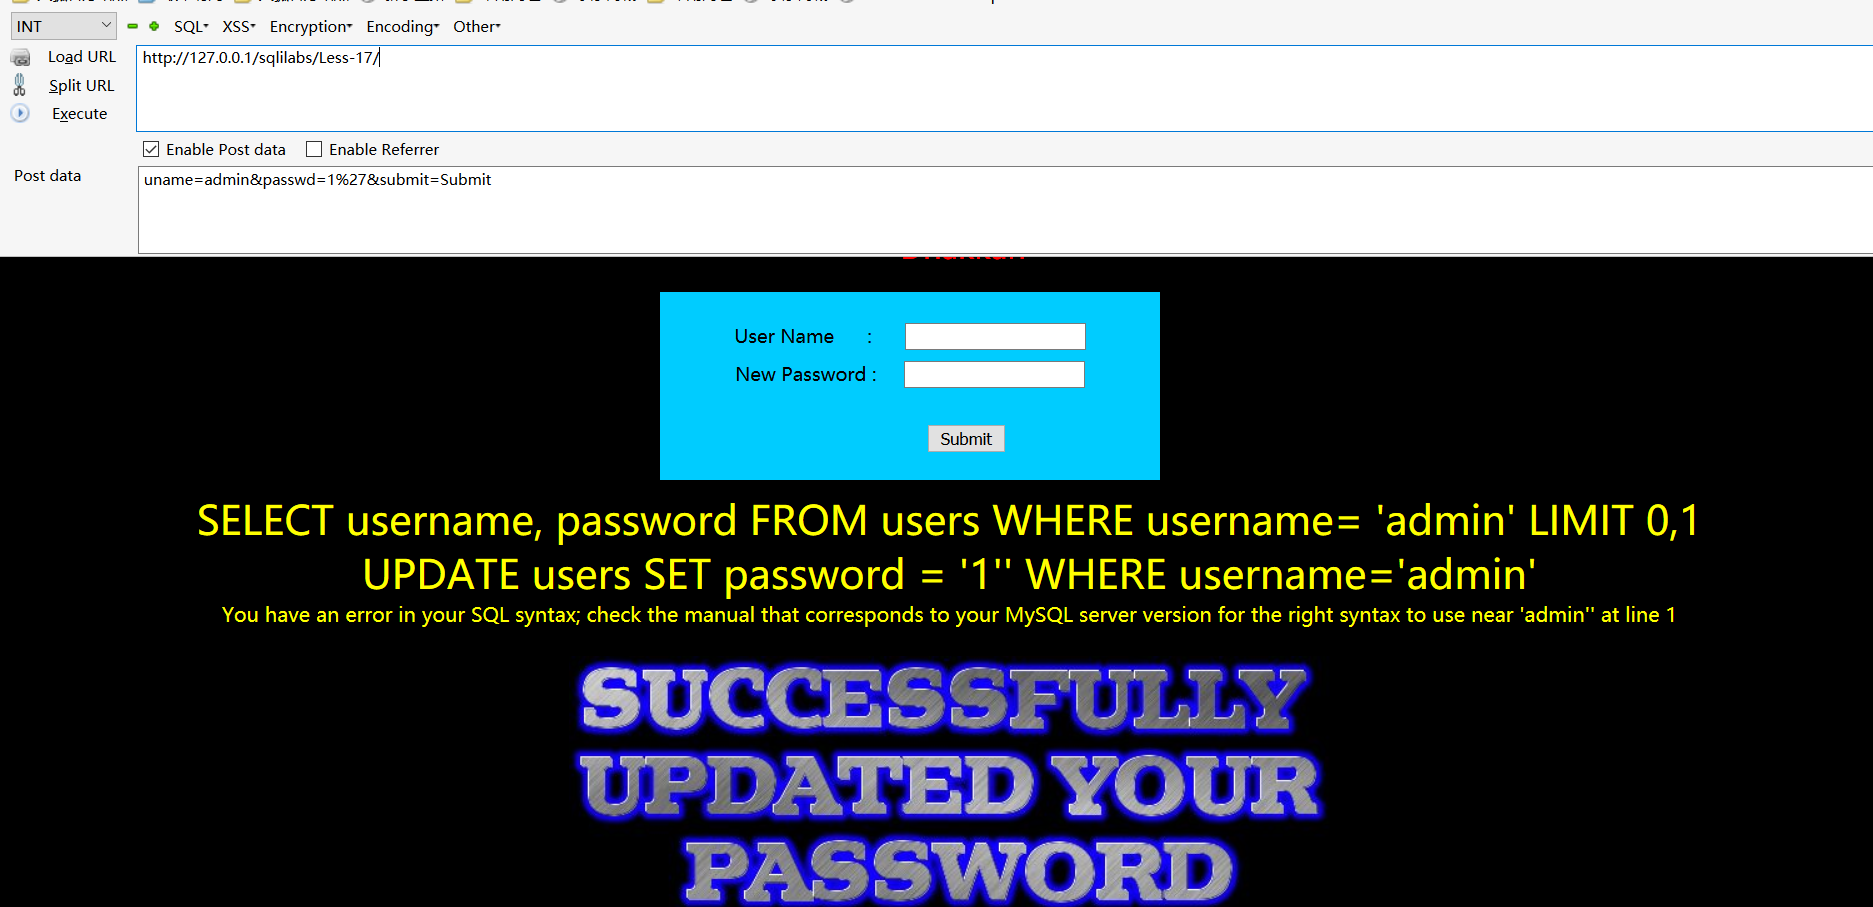 INT SQL XSS Encryption Encoding Other
Load URL http://127.0.0.1/sqlilabs/Less-17/
Split URL
Execute
Enable Post data Enable Referrer
Post data uname=admin&passwd=1%27&submit=Submit
User Name :
New Password :
Submit
SELECT username, password FROM users WHERE username= 'admin' LIMIT 0,1
UPDATE users SET password = '1'' WHERE username='admin'
You have an error in your SQL syntax; check the manual that corresponds to your MySQL server version for the right syntax to use near 'admin'' at line 1
SUCCESSFULLY
UPDATED YOUR
PASSWORD